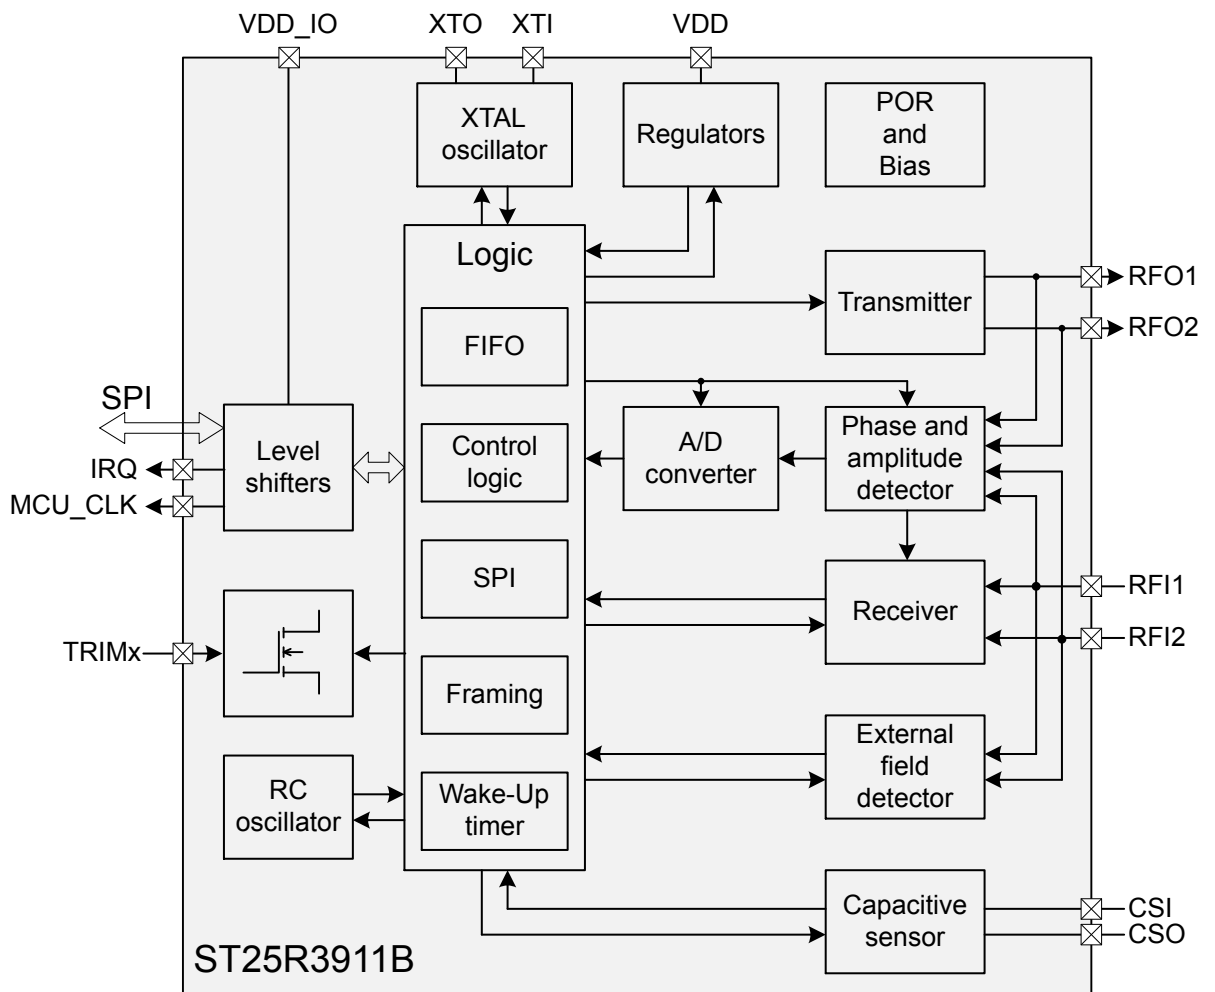 VDD_IO
XTO
XTI
VDD
XTAL
oscillator
Regulators
POR
and
Bias
Logic
FIFO
Control
logic
SPI
Framing
Wake-Up
timer
Transmitter
RFO1
RFO2
SPI
IRQ
MCU_CLK
Level
shifters
A/D
converter
Phase and
amplitude
detector
Receiver
RFI1
RFI2
TRIMx
RC
oscillator
External
field
detector
Capacitive
sensor
CSI
CSO
ST25R3911B